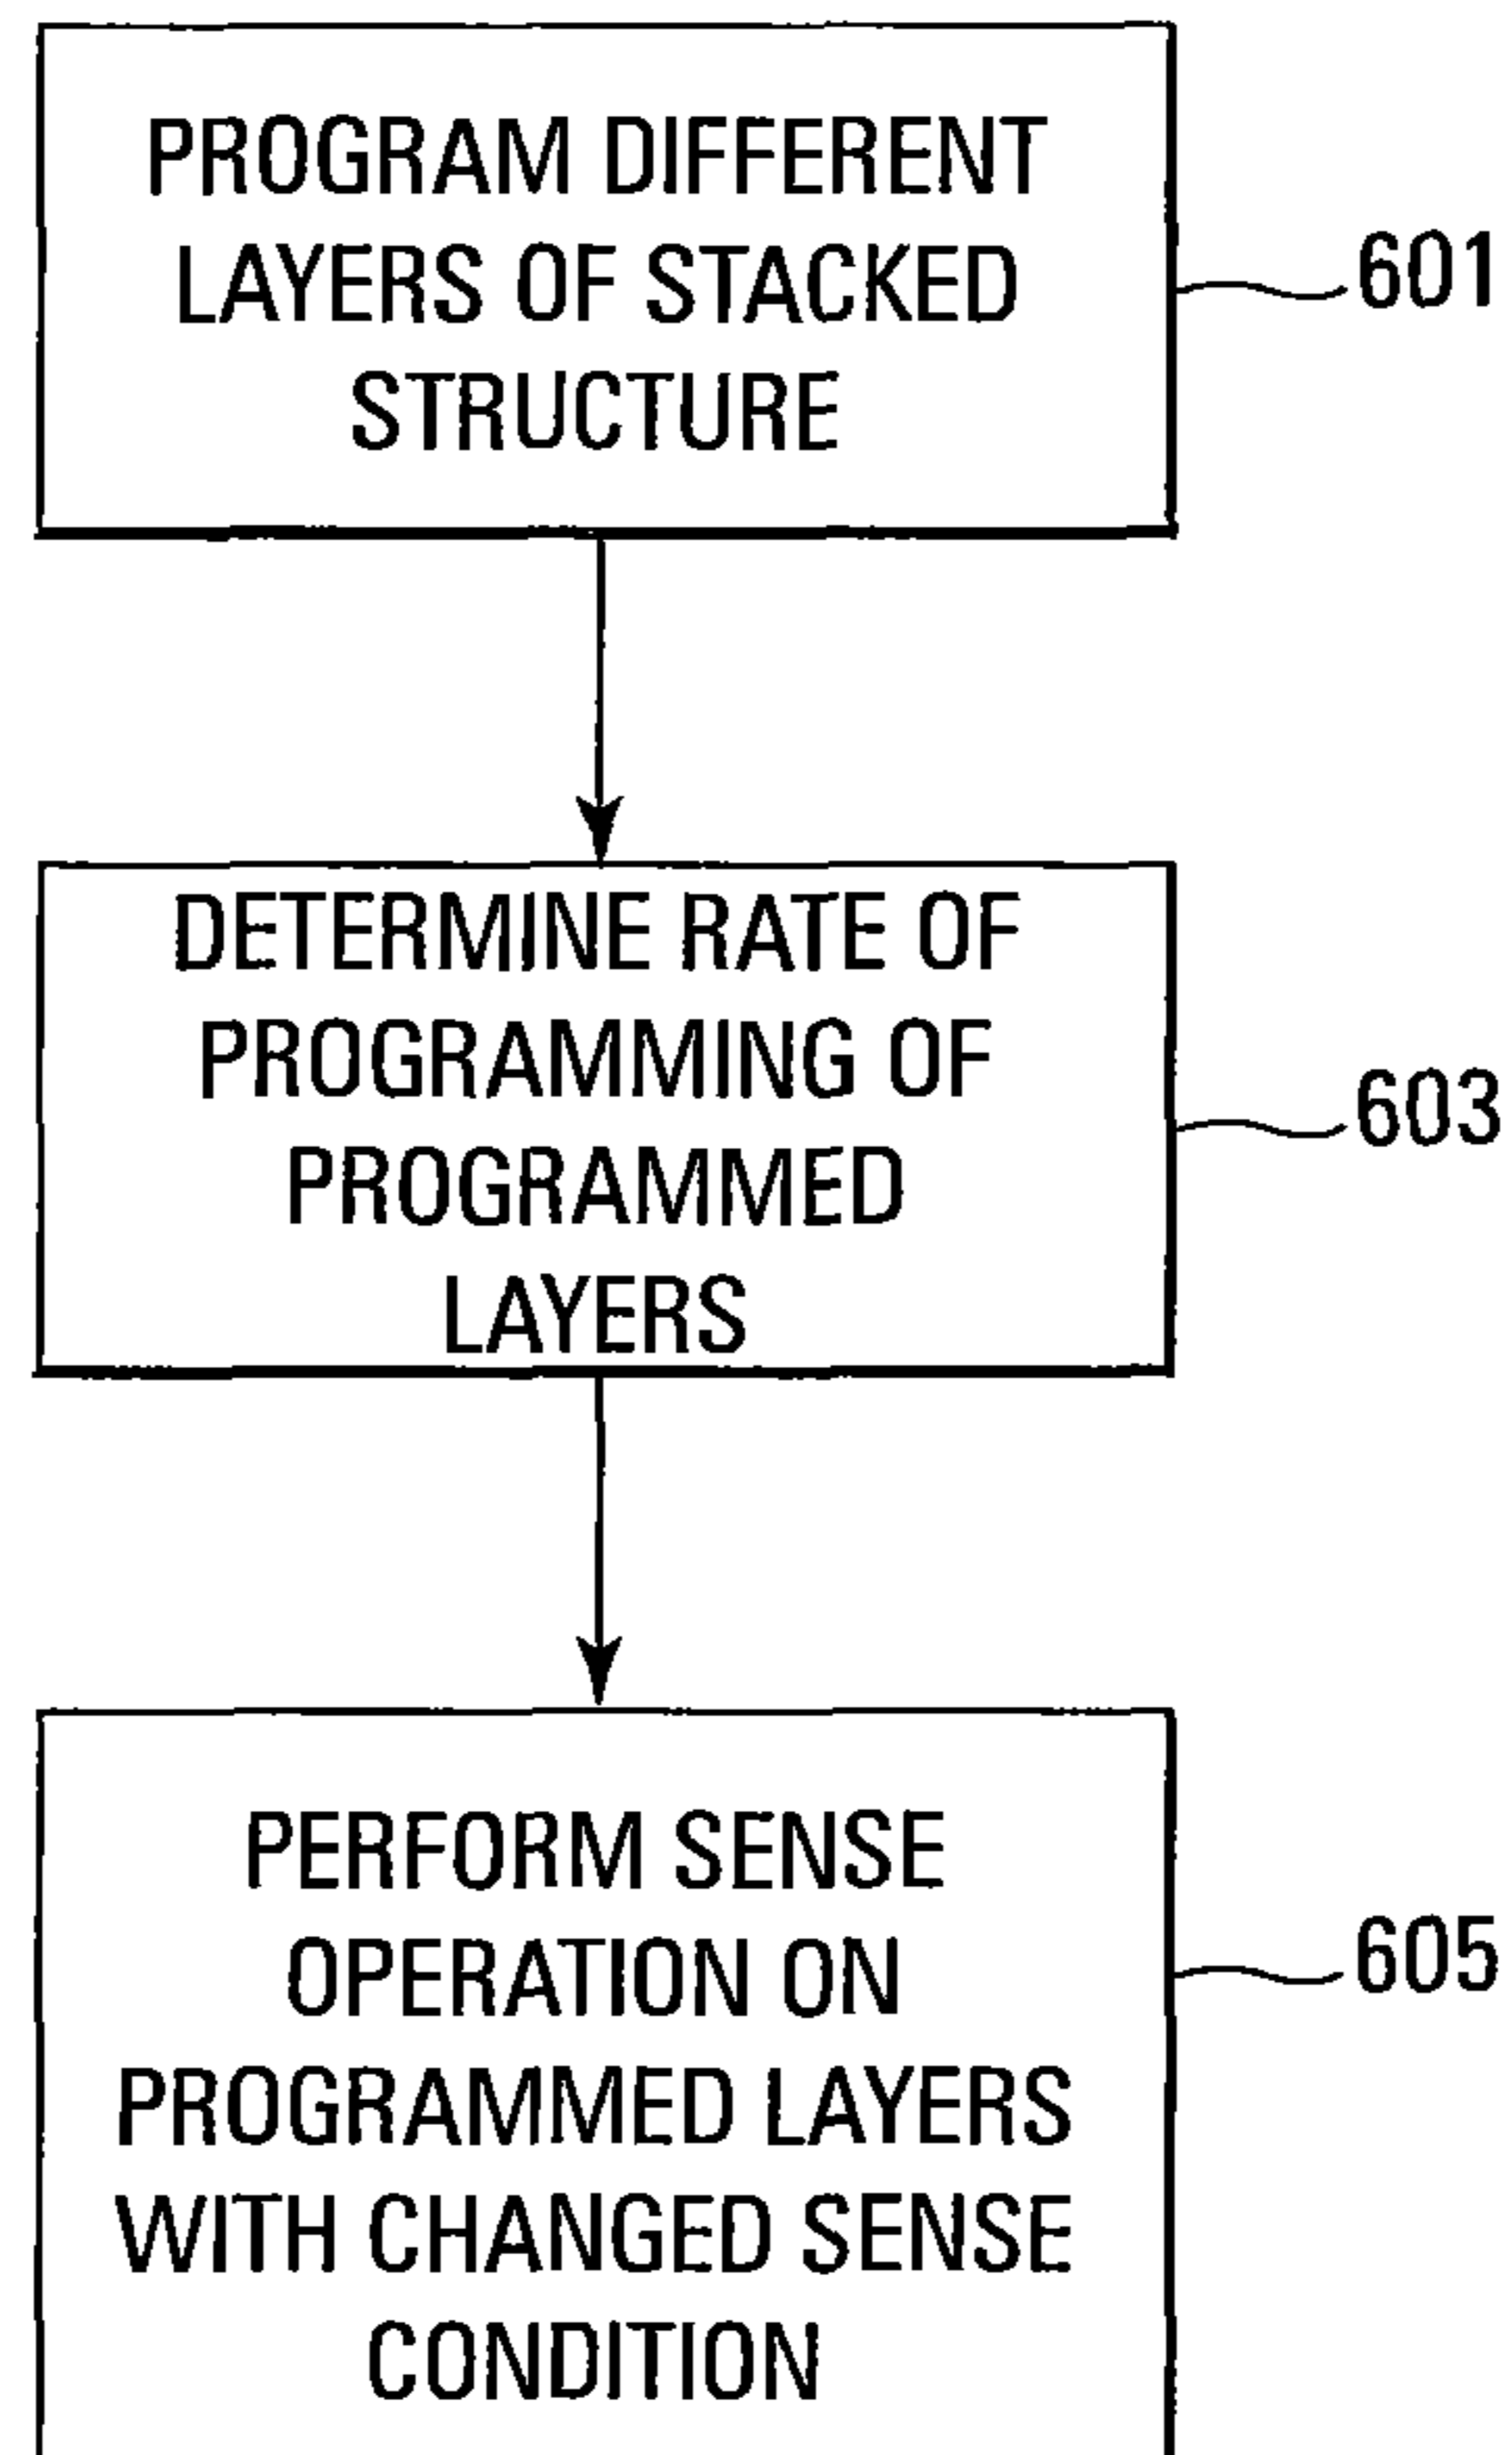 PROGRAM DIFFERENT
LAYERS OF STACKED
STRUCTURE
601
DETERMINE RATE OF
PROGRAMMING OF
PROGRAMMED
LAYERS
603
PERFORM SENSE
OPERATION ON
PROGRAMMED LAYERS
WITH CHANGED SENSE
CONDITION
605